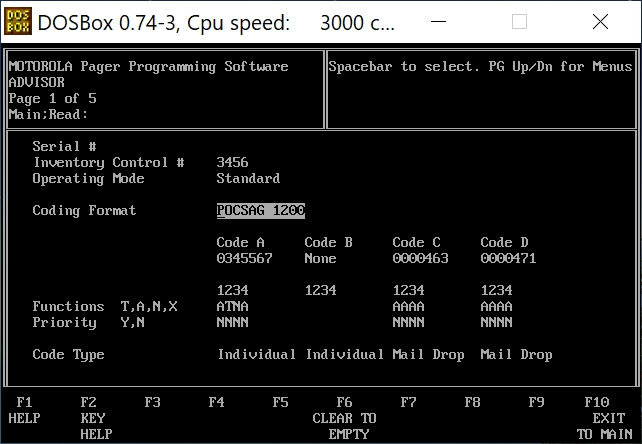 DOS BOX DOSBox 0.74-3, Cpu speed: 3000 c...
MOTOROLA Pager Programming Software Spacebar to select. PG Up/Dn for Menus
ADVISOR
Page 1 of 5
Main;Read:
Serial #
Inventory Control # 3456
Operating Mode Standard
Coding Format POCSAG 1200
Code A Code B Code C Code D
0345567 None 0000463 0000471
1234 1234 1234 1234
Functions T,A,N,X ATNA AAAA AAAA
Priority Y,N NNNN NNNN NNNN
Code Type Individual Individual Mail Drop Mail Drop
F1 F2 F3 F4 F5 F6 F7 F8 F9 F10
HELP KEY CLEAR TO EXIT
HELP EMPTY TO MAIN